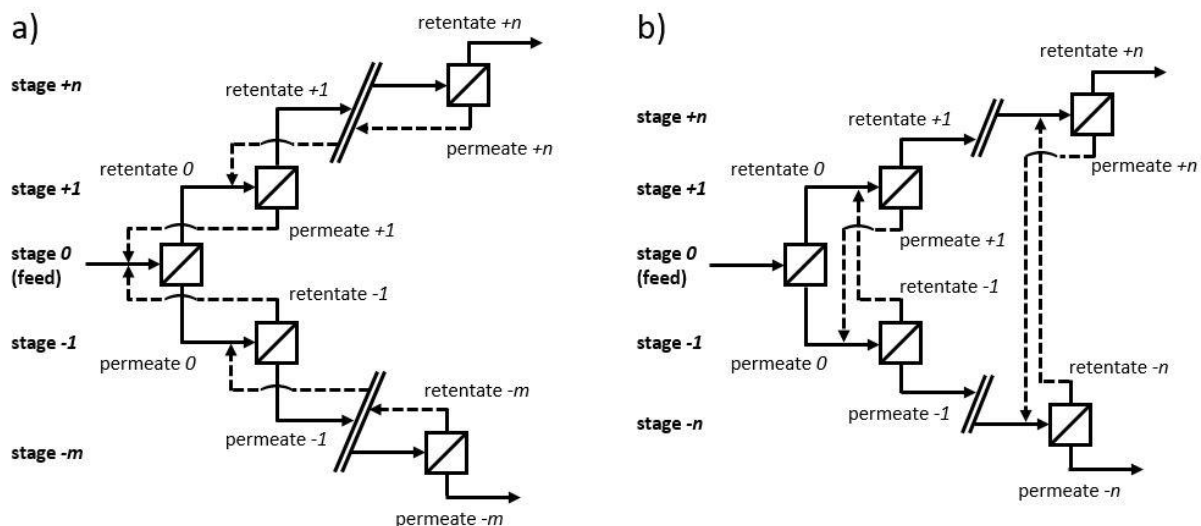 a)
retentate +n
stage +n
retentate +1
permeate +n
retentate 0
stage +1
permeate +1
stage 0
(feed)
retentate -1
stage -1
permeate 0
retentate -m
permeate -1
stage -m
permeate -m
b)
retentate +n
stage +n
retentate +1
permeate +n
retentate 0
stage +1
permeate +1
stage 0
(feed)
retentate -1
stage -1
permeate 0
retentate -n
permeate -1
stage -n
permeate -n